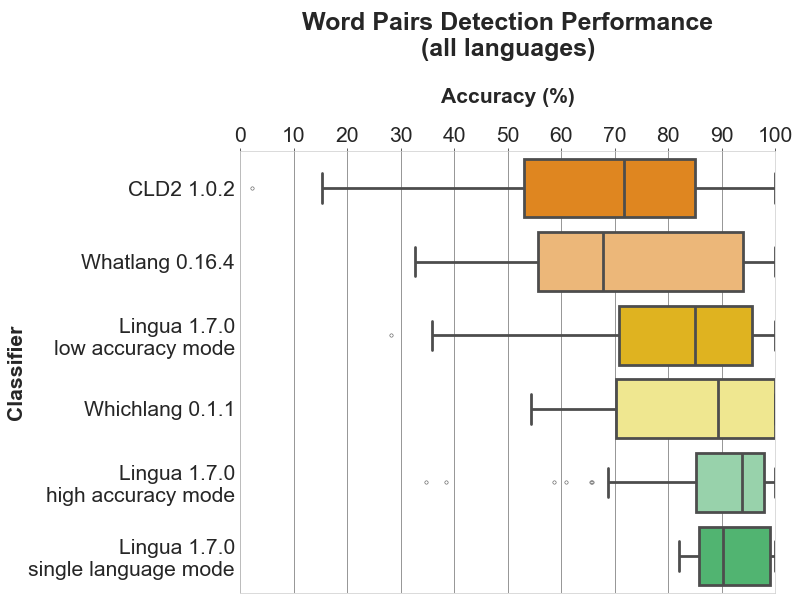 Word Pairs Detection Performance
(all languages)
Accuracy (%)
0 10 20 30 40 50 60 70 80 90 100
Classifier
CLD2 1.0.2
Whatlang 0.16.4
Lingua 1.7.0
low accuracy mode
Whichlang 0.1.1
Lingua 1.7.0
high accuracy mode
Lingua 1.7.0
single language mode